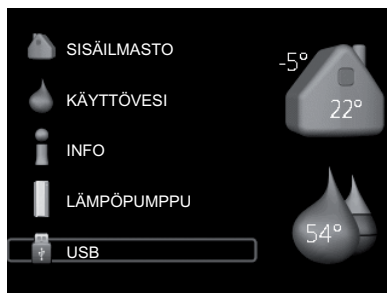 SISÄILMASTO
KÄYTTÖVESI
INFO
LÄMPÖPUMPPU
USB
-5°
22°
54°